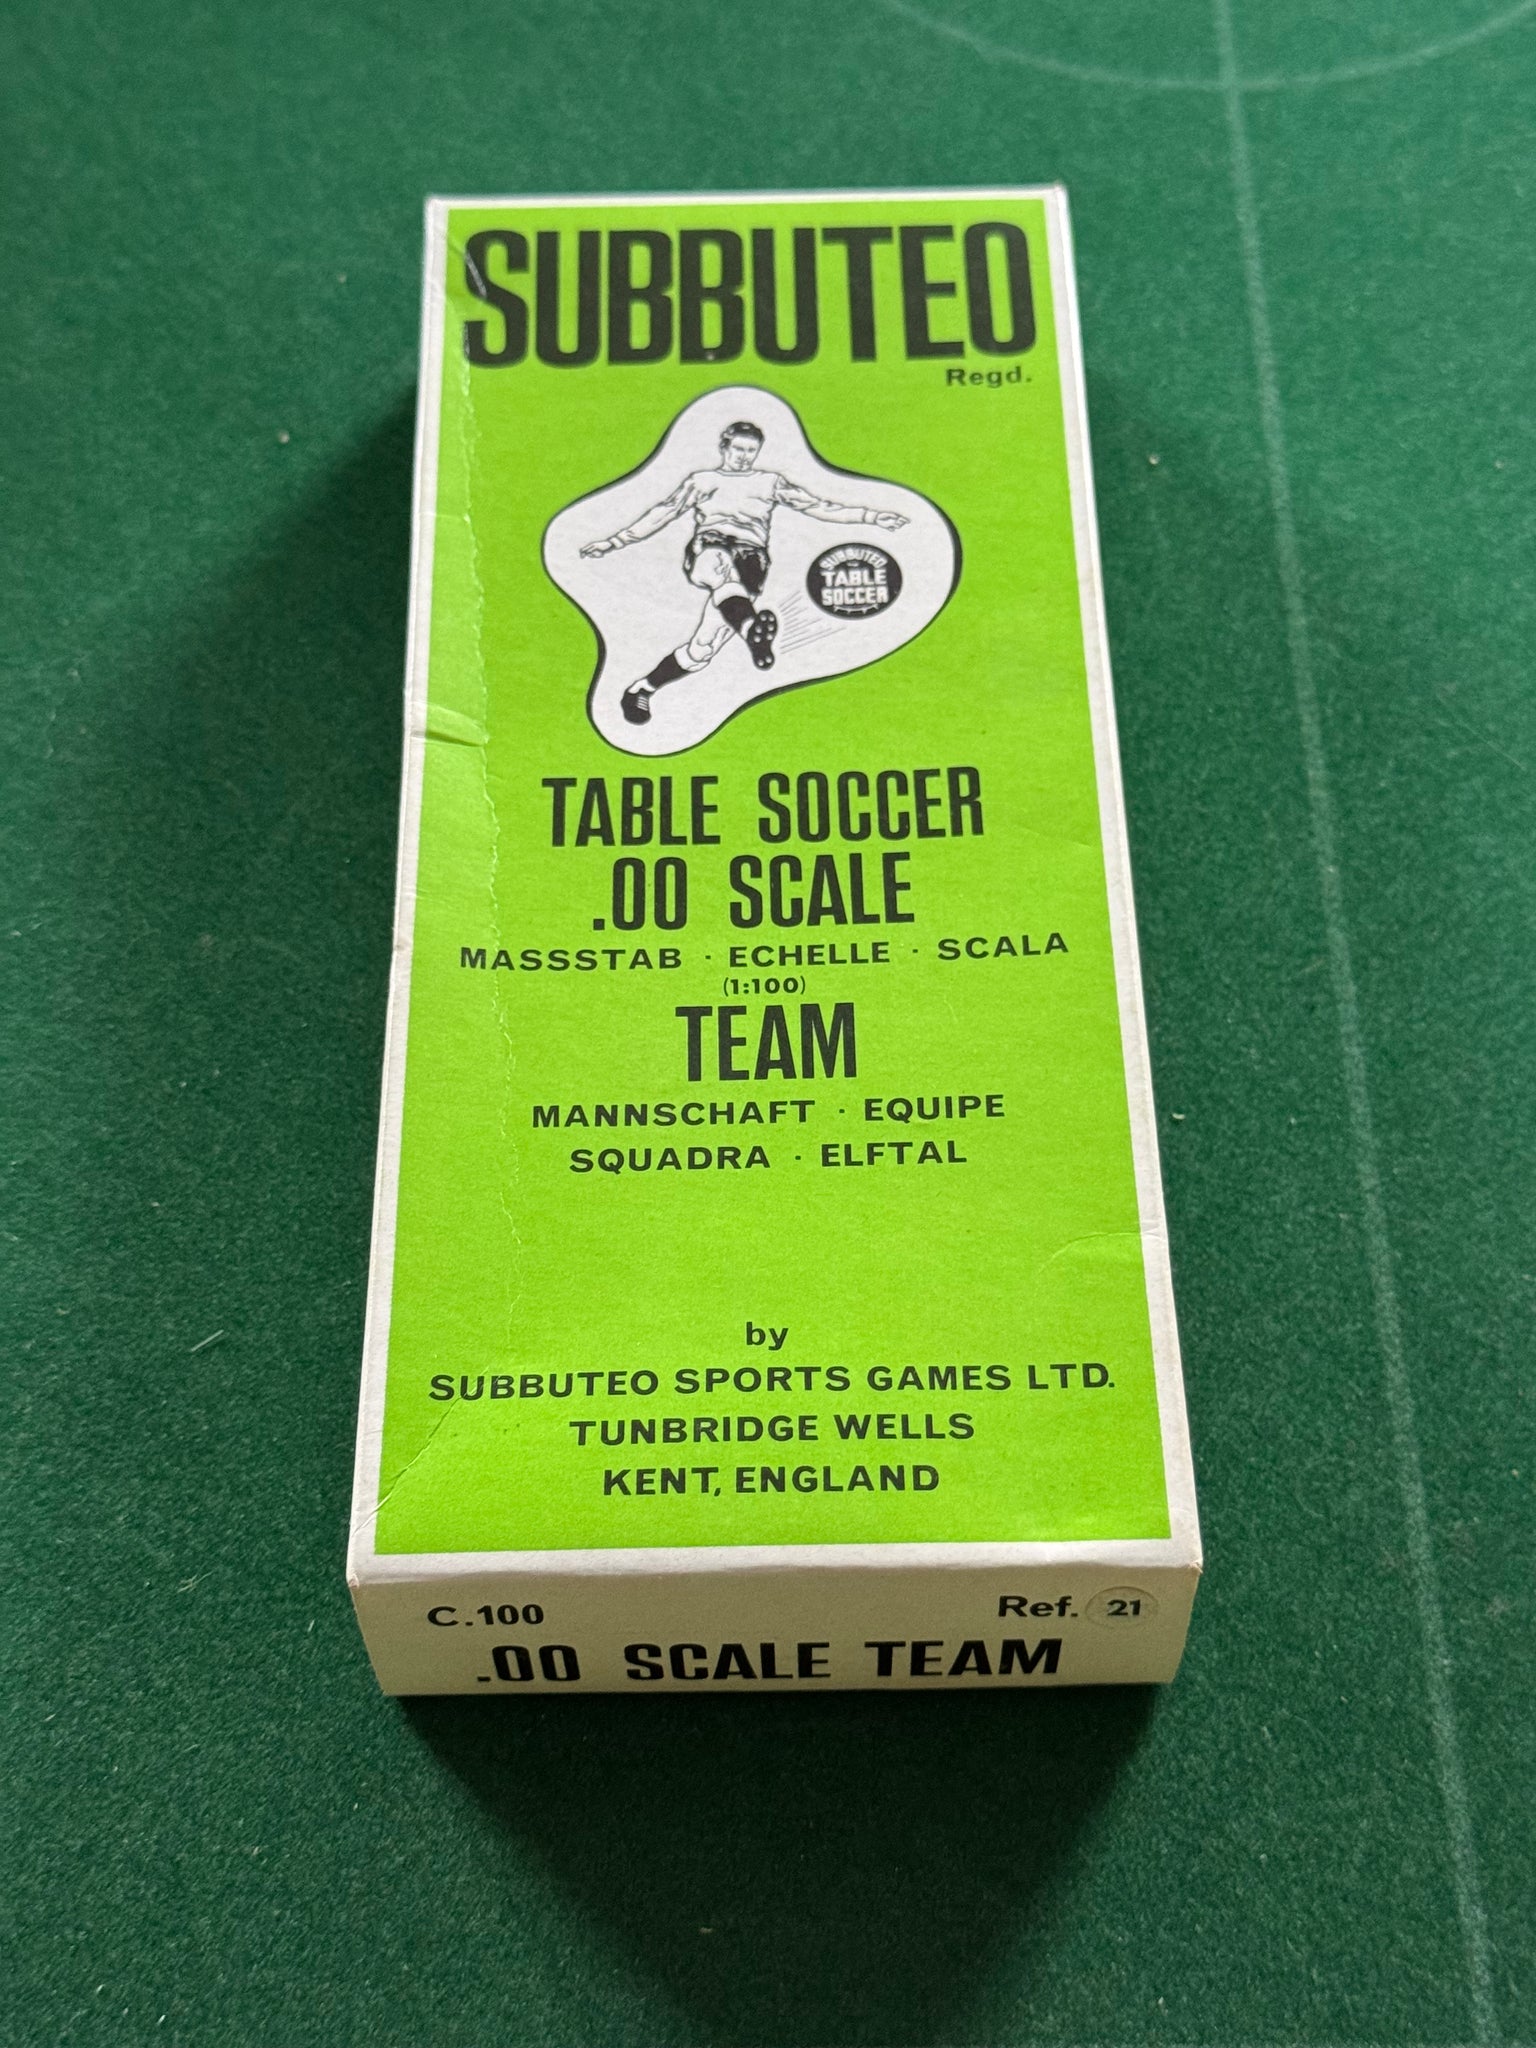 SUBBUTEO
Regd.
SUBBUTEO
TABLE
SOCCER
TABLE SOCCER
.00 SCALE
MASSSTAB · ECHELLE · SCALA
(1:100)
TEAM
MANNSCHAFT · EQUIPE
SQUADRA · ELFTAL
by
SUBBUTEO SPORTS GAMES LTD.
TUNBRIDGE WELLS
KENT, ENGLAND
C.100 Ref. 21
.00 SCALE TEAM